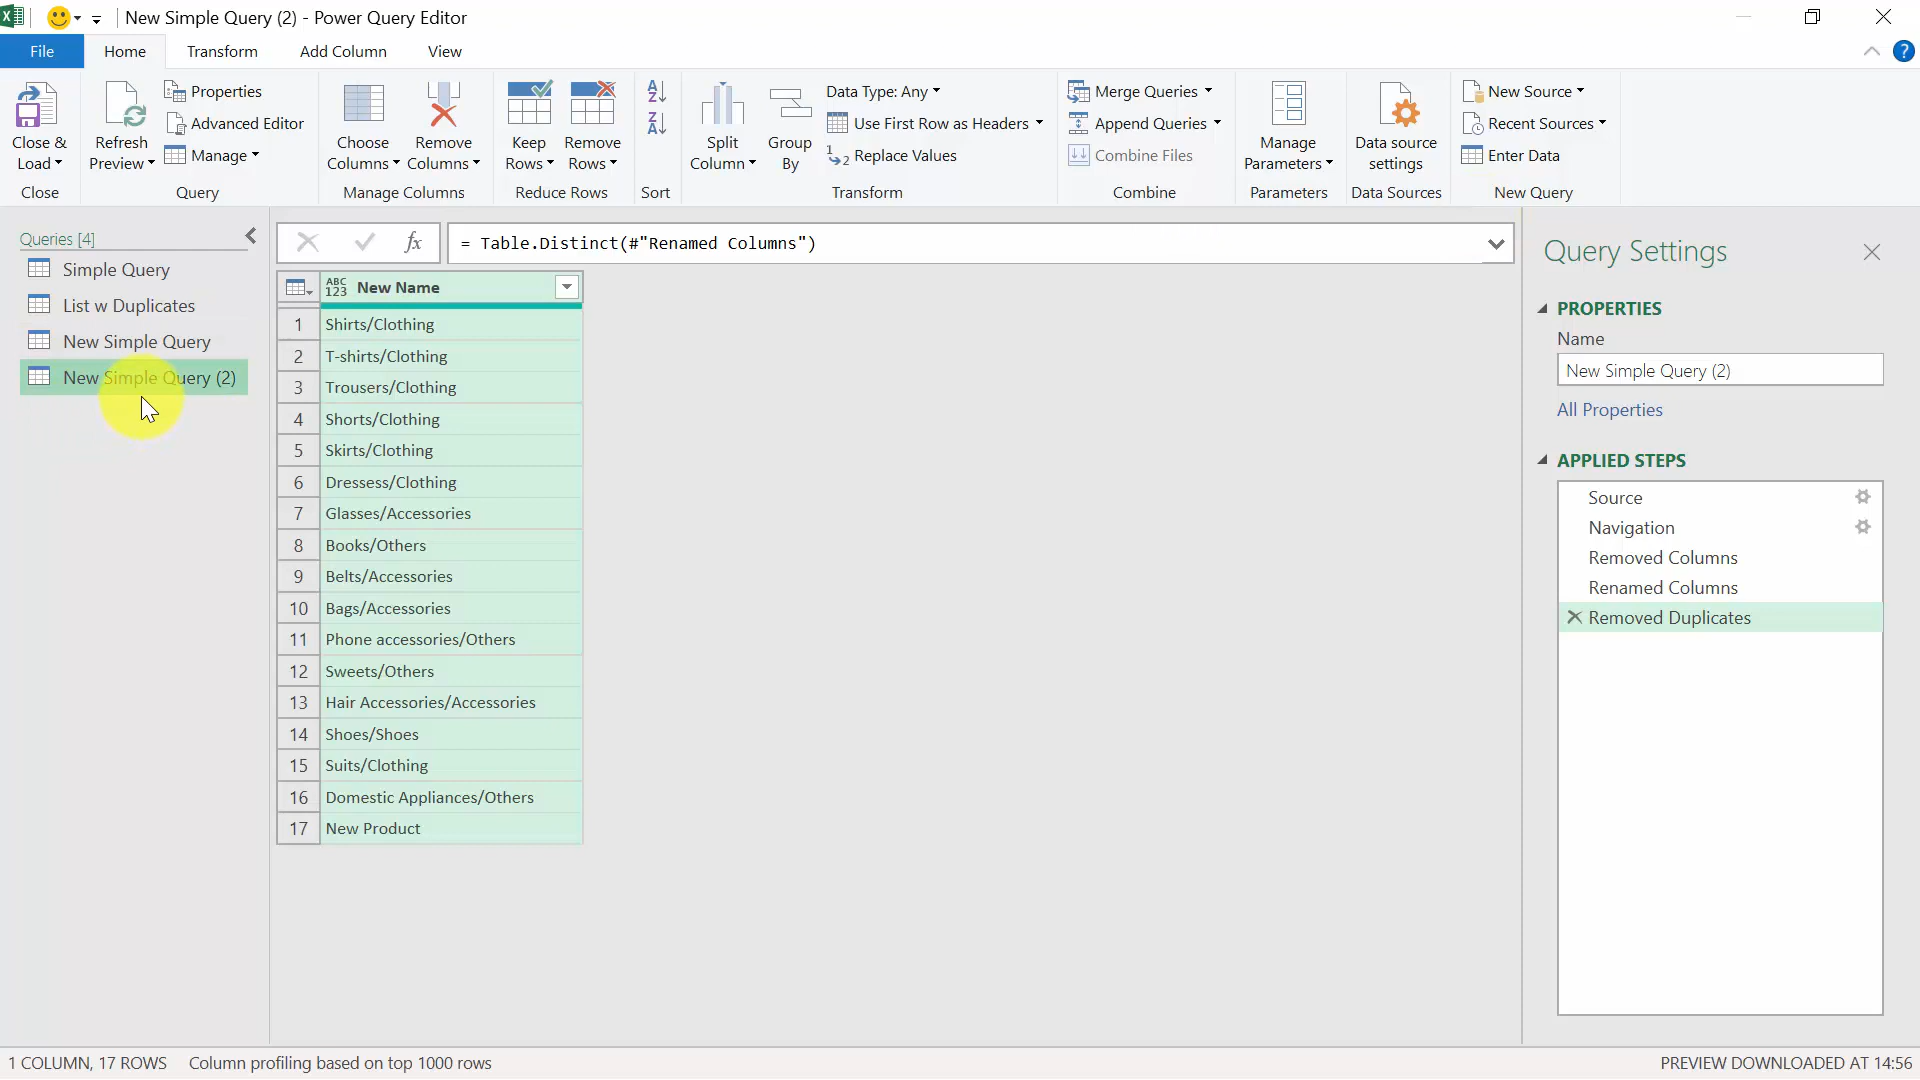 New Simple Query (2) - Power Query Editor
File Home Transform Add Column View ?
Close & Load
Close
Refresh Preview
Properties
Advanced Editor
Manage
Query
Choose Columns
Remove Columns
Manage Columns
Keep Rows
Remove Rows
Reduce Rows
A Z
Z A
Sort
Split Column
Group By
Data Type: Any
Use First Row as Headers
1 2 Replace Values
Transform
Merge Queries
Append Queries
Combine Files
Combine
Manage Parameters
Parameters
Data source settings
Data Sources
New Source
Recent Sources
Enter Data
New Query
Queries [4]
Simple Query
List w Duplicates
New Simple Query
New Simple Query (2)
fx = Table.Distinct(#"Renamed Columns")
ABC 123 New Name
1 Shirts/Clothing
2 T-shirts/Clothing
3 Trousers/Clothing
4 Shorts/Clothing
5 Skirts/Clothing
6 Dressess/Clothing
7 Glasses/Accessories
8 Books/Others
9 Belts/Accessories
10 Bags/Accessories
11 Phone accessories/Others
12 Sweets/Others
13 Hair Accessories/Accessories
14 Shoes/Shoes
15 Suits/Clothing
16 Domestic Appliances/Others
17 New Product
Query Settings
PROPERTIES
Name
New Simple Query (2)
All Properties
APPLIED STEPS
Source
Navigation
Removed Columns
Renamed Columns
Removed Duplicates
1 COLUMN, 17 ROWS Column profiling based on top 1000 rows
PREVIEW DOWNLOADED AT 14:56